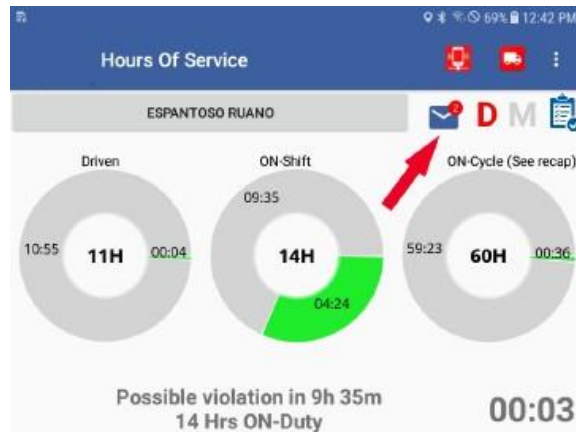 69% 12:42 PM
Hours Of Service
ESPANTOSO RUANO
2
D M
Driven
ON-Shift
ON-Cycle (See recap)
10:55
11H
00:04
09:35
14H
04:24
59:23
60H
00:36
Possible violation in 9h 35m
14 Hrs ON-Duty
00:03